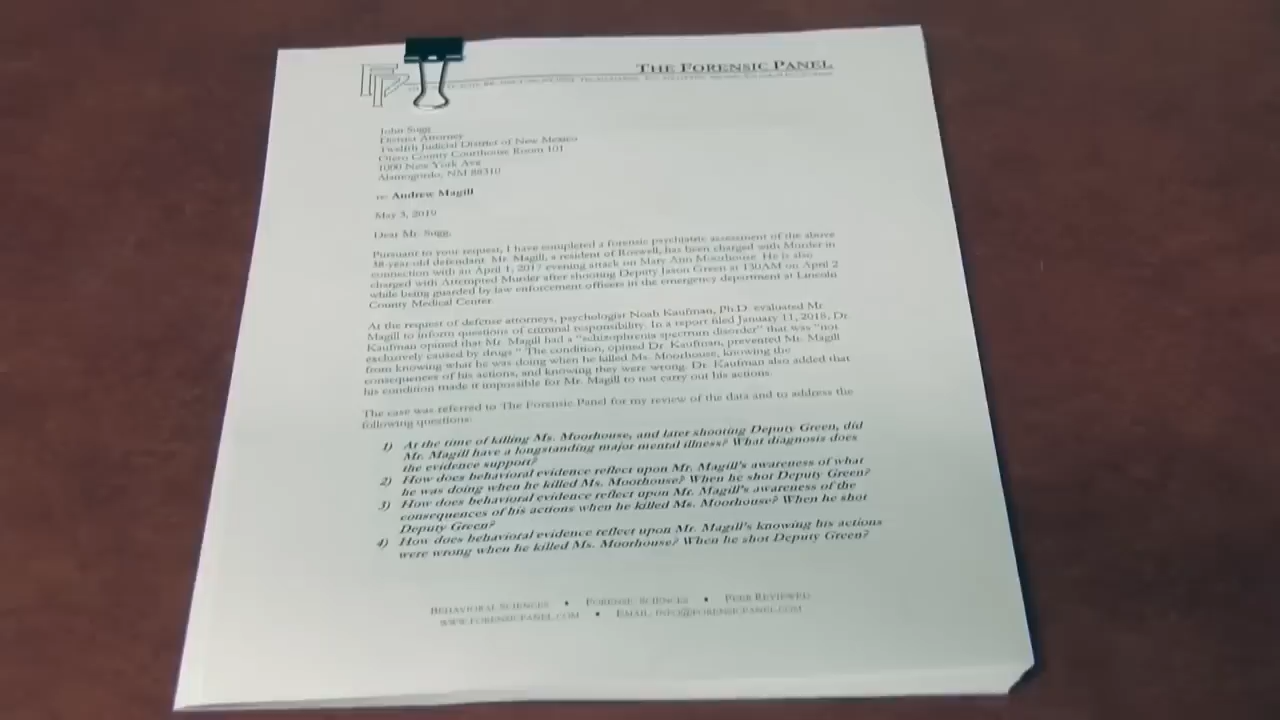 THE FORENSIC PANEL
John Sugg
District Attorney
Twelfth Judicial District of New Mexico
Otero County Courthouse Room 101
1000 New York Ave
Alamogordo, NM 88310
re: Andrew Magill
May 3, 2019
Dear Mr. Sugg,
Pursuant to your request, I have completed a forensic psychiatric assessment of the above
38-year-old defendant. Mr. Magill, a resident of Roswell, has been charged with Murder in
connection with an April 1, 2017 evening attack on Mary Ann Moorhouse. He is also
charged with Attempted Murder after shooting Deputy Jason Green at 130AM on April 2
while being guarded by law enforcement officers in the emergency department at Lincoln
County Medical Center.
At the request of defense attorneys, psychologist Noah Kaufman, Ph.D. evaluated Mr.
Magill to inform questions of criminal responsibility. In a report filed January 11, 2018, Dr.
Kaufman opined that Mr. Magill had a "schizophrenia spectrum disorder" that was "not
exclusively caused by drugs." The condition, opined Dr. Kaufman, prevented Mr. Magill
from knowing what he was doing when he killed Ms. Moorhouse, knowing the
consequences of his actions, and knowing they were wrong. Dr. Kaufman also added that
his condition made it impossible for Mr. Magill to not carry out his actions.
The case was referred to The Forensic Panel for my review of the data and to address the
following questions:
1) At the time of killing Ms. Moorhouse, and later shooting Deputy Green, did
Mr. Magill have a longstanding major mental illness? What diagnosis does
the evidence support?
2) How does behavioral evidence reflect upon Mr. Magill's awareness of what
he was doing when he killed Ms. Moorhouse? When he shot Deputy Green?
3) How does behavioral evidence reflect upon Mr. Magill's awareness of the
consequences of his actions when he killed Ms. Moorhouse? When he shot
Deputy Green?
4) How does behavioral evidence reflect upon Mr. Magill's knowing his actions
were wrong when he killed Ms. Moorhouse? When he shot Deputy Green?
BEHAVIORAL SCIENCES • FORENSIC SCIENCES • PEER REVIEWED
WWW.FORENSICPANEL.COM • EMAIL: INFO@FORENSICPANEL.COM